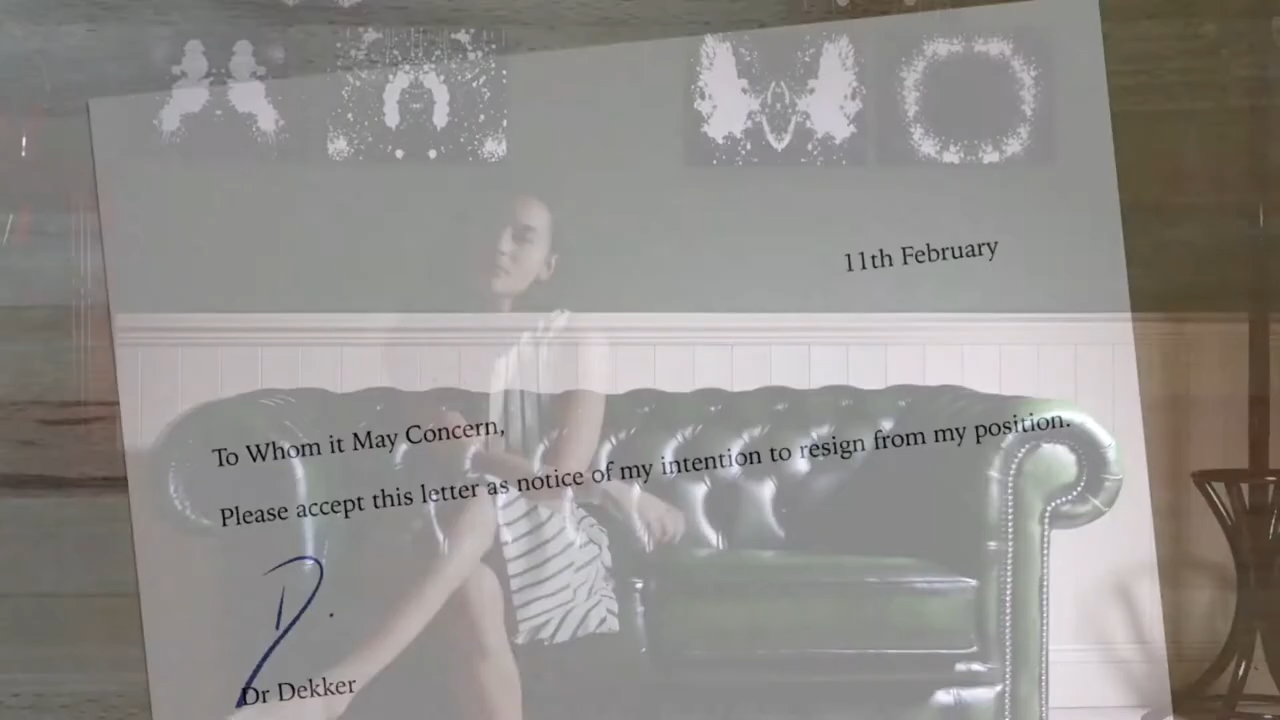 11th February
To Whom it May Concern,
Please accept this letter as notice of my intention to resign from my position.
D.
Dr Dekker